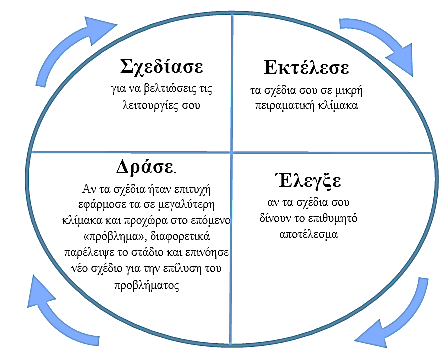 Σχεδίασε
για να βελτιώσεις τις
λειτουργίες σου
Εκτέλεσε
τα σχέδια σου σε μικρή
πειραματική κλίμακα
Έλεγξε
αν τα σχέδια σου
δίνουν το επιθυμητό
αποτέλεσμα
Δράσε.
Αν τα σχέδια ήταν επιτυχή
εφάρμοσε τα σε μεγαλύτερη
κλίμακα και προχώρα στο επόμενο
«πρόβλημα», διαφορετικά
παρέλειψε το στάδιο και επινόησε
νέο σχέδιο για την επίλυση του
προβλήματος